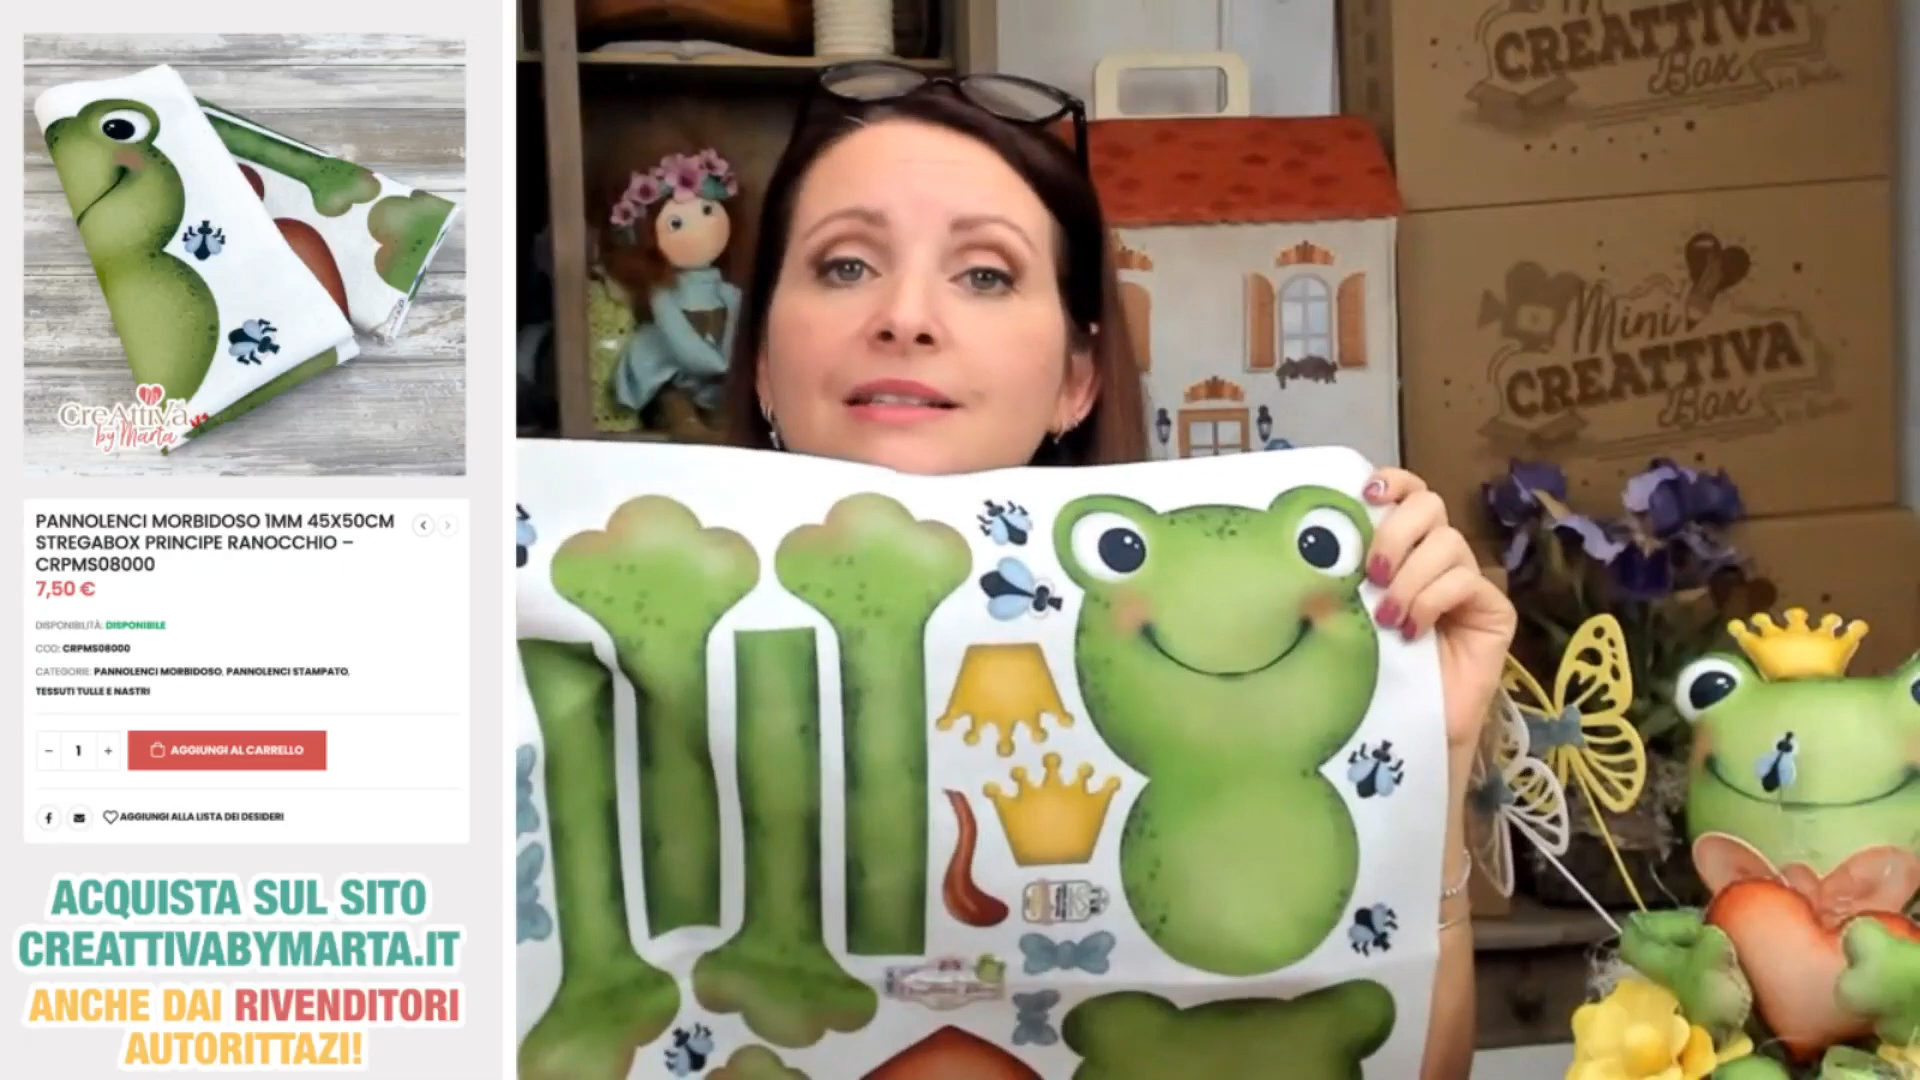 CreAttiva
by Marta
PANNOLENCI MORBIDOSO 1MM 45X50CM
STREGABOX PRINCIPE RANOCCHIO –
CRPMS08000
7,50 €
DISPONIBILITÀ: DISPONIBILE
COD: CRPMS08000
CATEGORIE: PANNOLENCI MORBIDOSO, PANNOLENCI STAMPATO,
TESSUTI TULLE E NASTRI
− 1 + AGGIUNGI AL CARRELLO
AGGIUNGI ALLA LISTA DEI DESIDERI
ACQUISTA SUL SITO
CREATTIVABYMARTA.IT
ANCHE DAI RIVENDITORI
AUTORITTAZI!
CREATTIVA
Box
Mini
CREATTIVA
Box